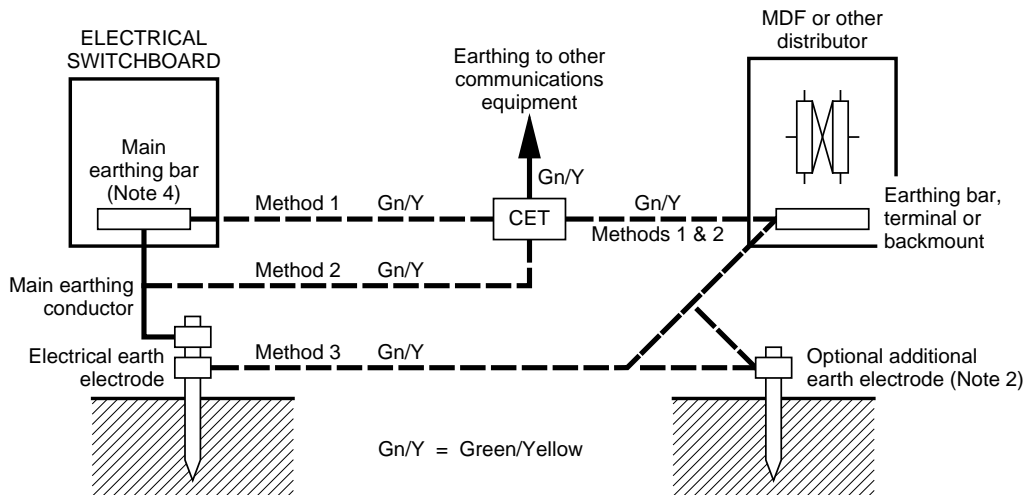 ELECTRICAL
SWITCHBOARD
Main
earthing bar
(Note 4)
Earthing to other
communications
equipment
MDF or other
distributor
Gn/Y
Method 1
Gn/Y
CET
Gn/Y
Methods 1 & 2
Earthing bar,
terminal or
backmount
Method 2
Gn/Y
Main earthing
conductor
Electrical earth
electrode
Method 3
Gn/Y
Optional additional
earth electrode (Note 2)
Gn/Y = Green/Yellow